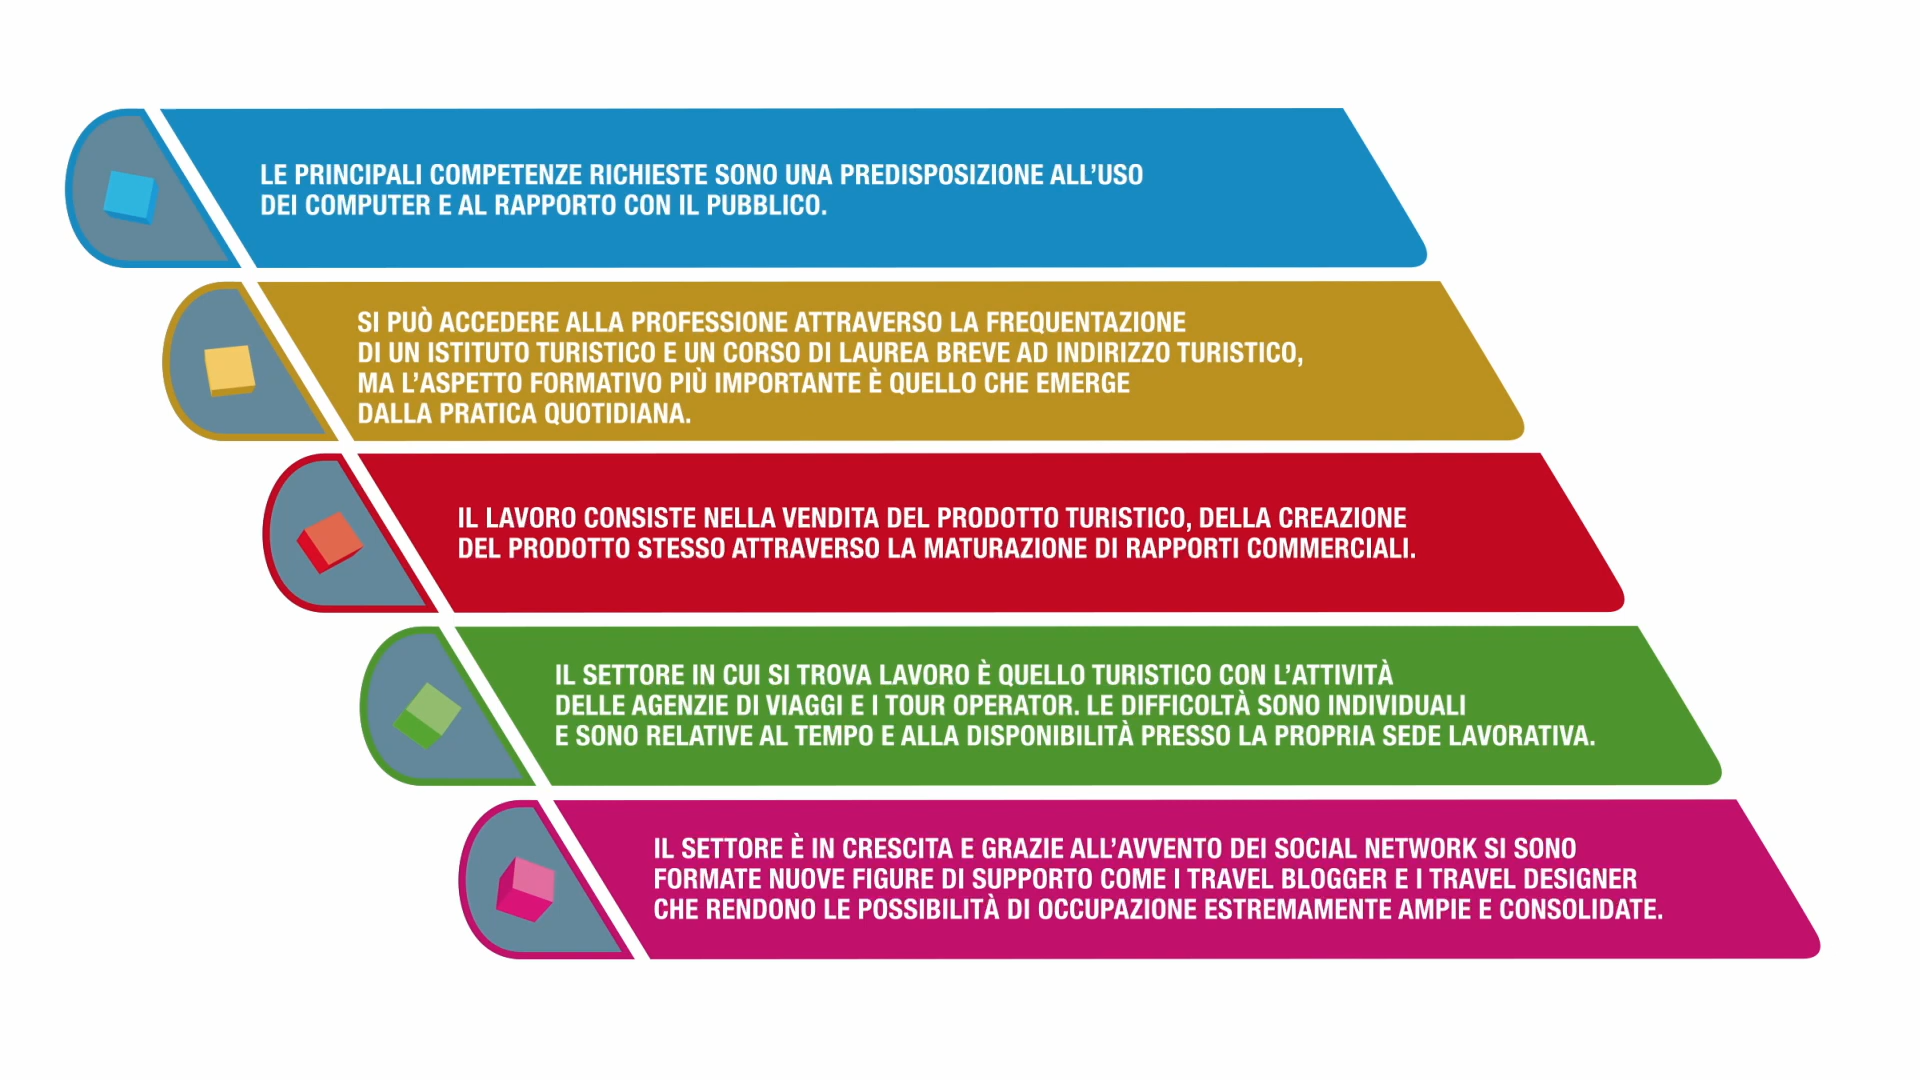 LE PRINCIPALI COMPETENZE RICHIESTE SONO UNA PREDISPOSIZIONE ALL'USO
DEI COMPUTER E AL RAPPORTO CON IL PUBBLICO.
SI PUÒ ACCEDERE ALLA PROFESSIONE ATTRAVERSO LA FREQUENTAZIONE
DI UN ISTITUTO TURISTICO E UN CORSO DI LAUREA BREVE AD INDIRIZZO TURISTICO,
MA L'ASPETTO FORMATIVO PIÙ IMPORTANTE È QUELLO CHE EMERGE
DALLA PRATICA QUOTIDIANA.
IL LAVORO CONSISTE NELLA VENDITA DEL PRODOTTO TURISTICO, DELLA CREAZIONE
DEL PRODOTTO STESSO ATTRAVERSO LA MATURAZIONE DI RAPPORTI COMMERCIALI.
IL SETTORE IN CUI SI TROVA LAVORO È QUELLO TURISTICO CON L'ATTIVITÀ
DELLE AGENZIE DI VIAGGI E I TOUR OPERATOR. LE DIFFICOLTÀ SONO INDIVIDUALI
E SONO RELATIVE AL TEMPO E ALLA DISPONIBILITÀ PRESSO LA PROPRIA SEDE LAVORATIVA.
IL SETTORE È IN CRESCITA E GRAZIE ALL'AVVENTO DEI SOCIAL NETWORK SI SONO
FORMATE NUOVE FIGURE DI SUPPORTO COME I TRAVEL BLOGGER E I TRAVEL DESIGNER
CHE RENDONO LE POSSIBILITÀ DI OCCUPAZIONE ESTREMAMENTE AMPIE E CONSOLIDATE.